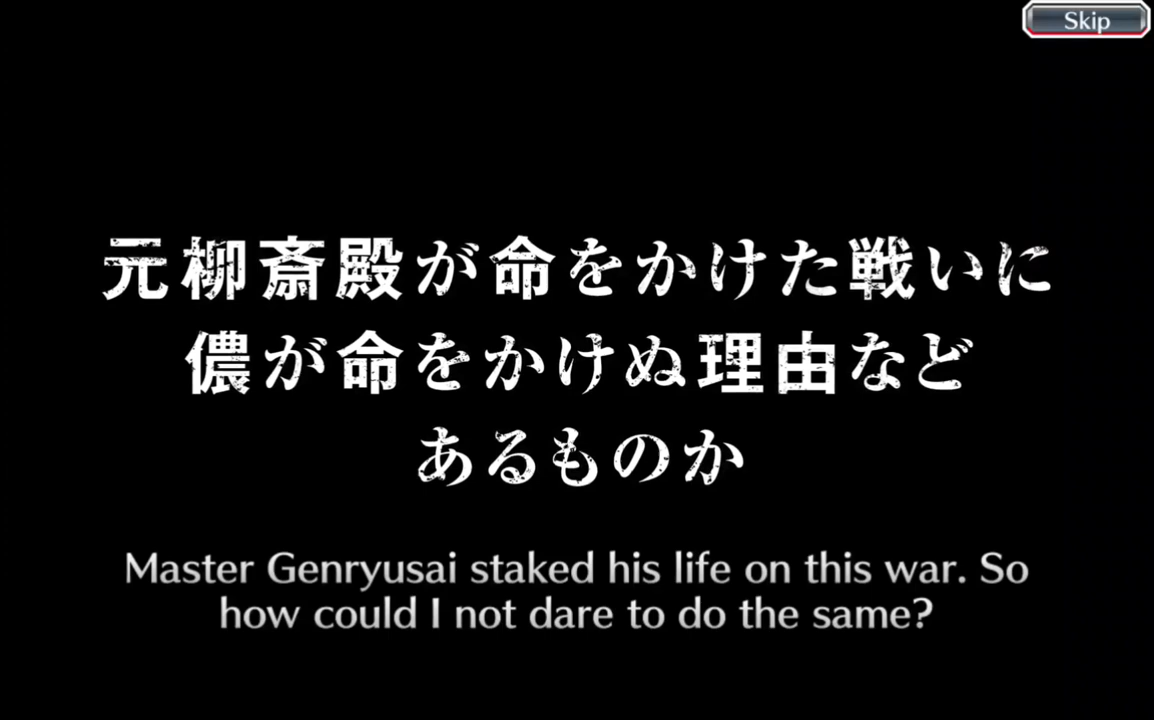 Skip
元柳斎殿が命をかけた戦いに
儂が命をかけぬ理由など
あるものか
Master Genryusai staked his life on this war. So
how could I not dare to do the same?